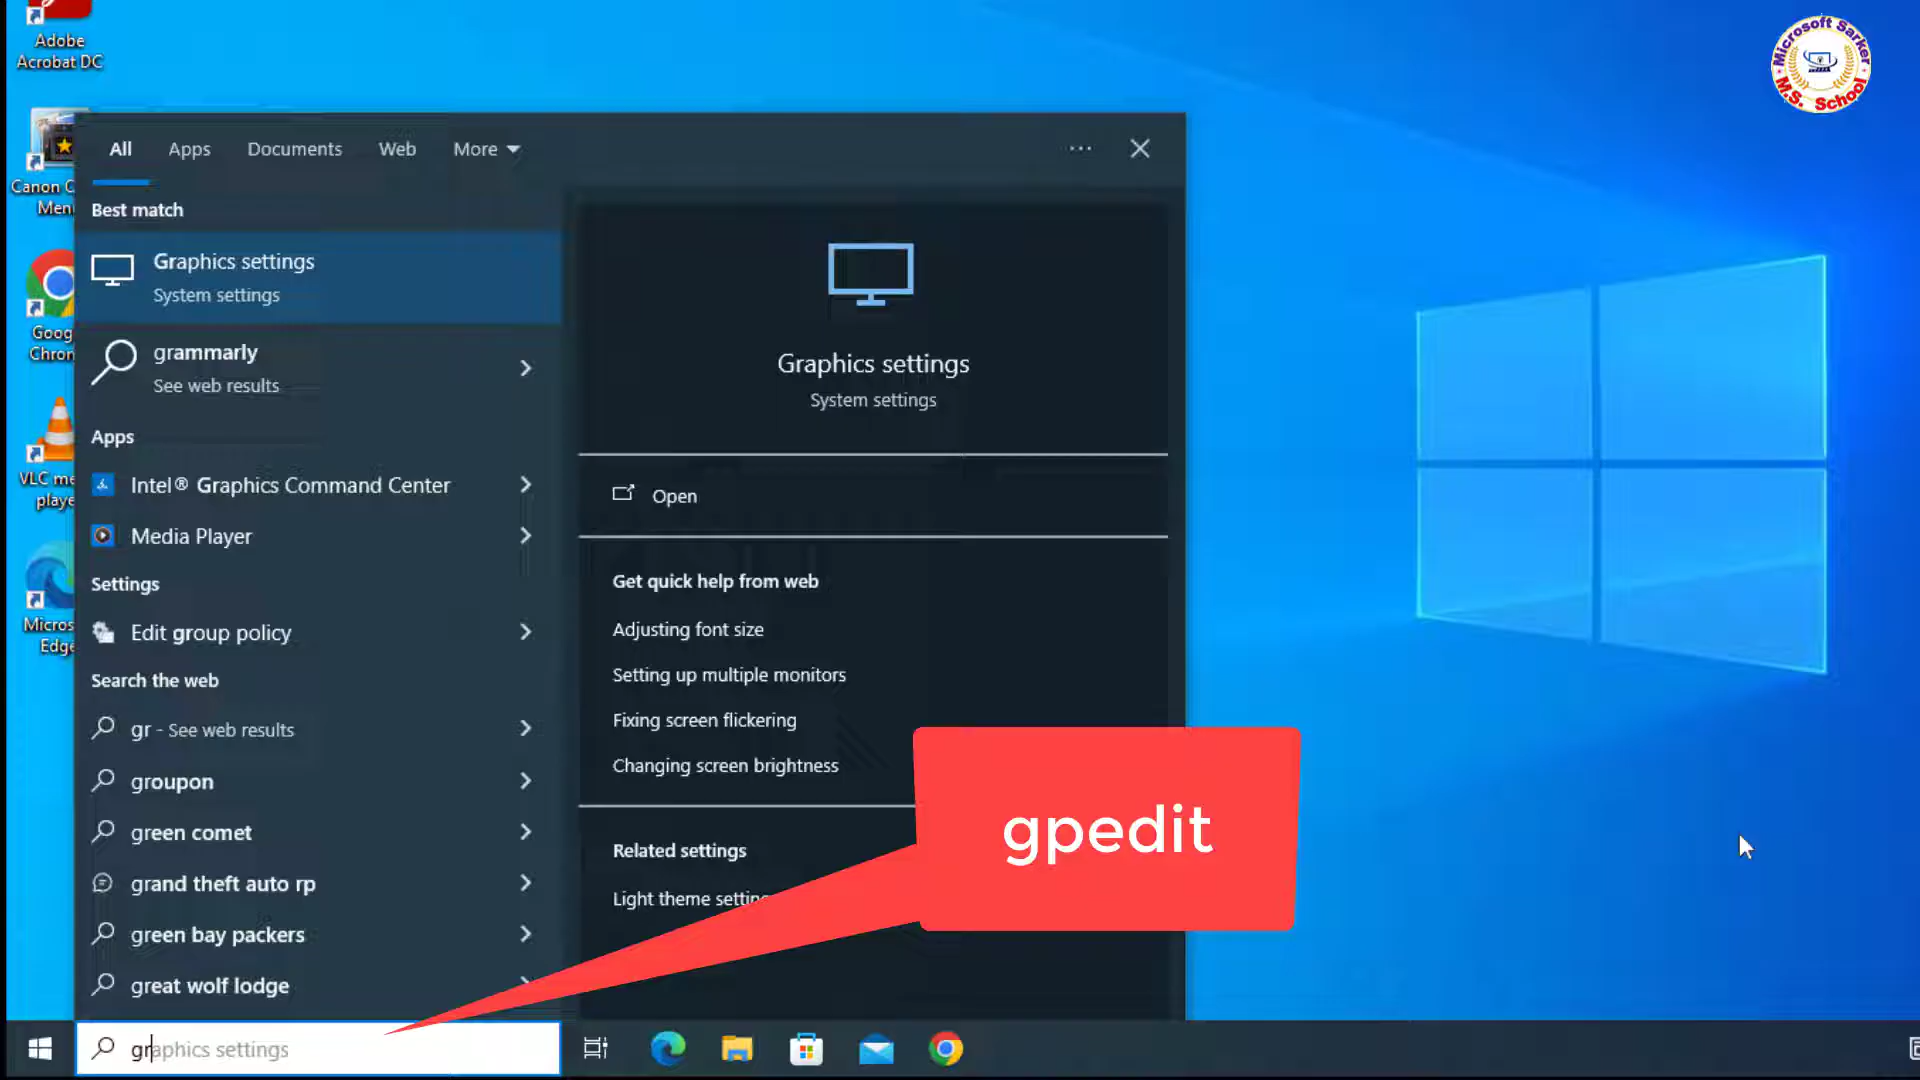 Adobe
Acrobat DC
Microsoft Sarker
M.S. School
All
Apps
Documents
Web
More
Canon
Menu
Best match
Graphics settings
System settings
Goog
Chron
grammarly
See web results
Graphics settings
System settings
Apps
VLC me
playe
Intel® Graphics Command Center
Open
Media Player
Settings
Get quick help from web
Micros
Edge
Edit group policy
Adjusting font size
Search the web
Setting up multiple monitors
gr - See web results
Fixing screen flickering
groupon
Changing screen brightness
green comet
gpedit
Related settings
grand theft auto rp
Light theme setting
green bay packers
great wolf lodge
graphics settings